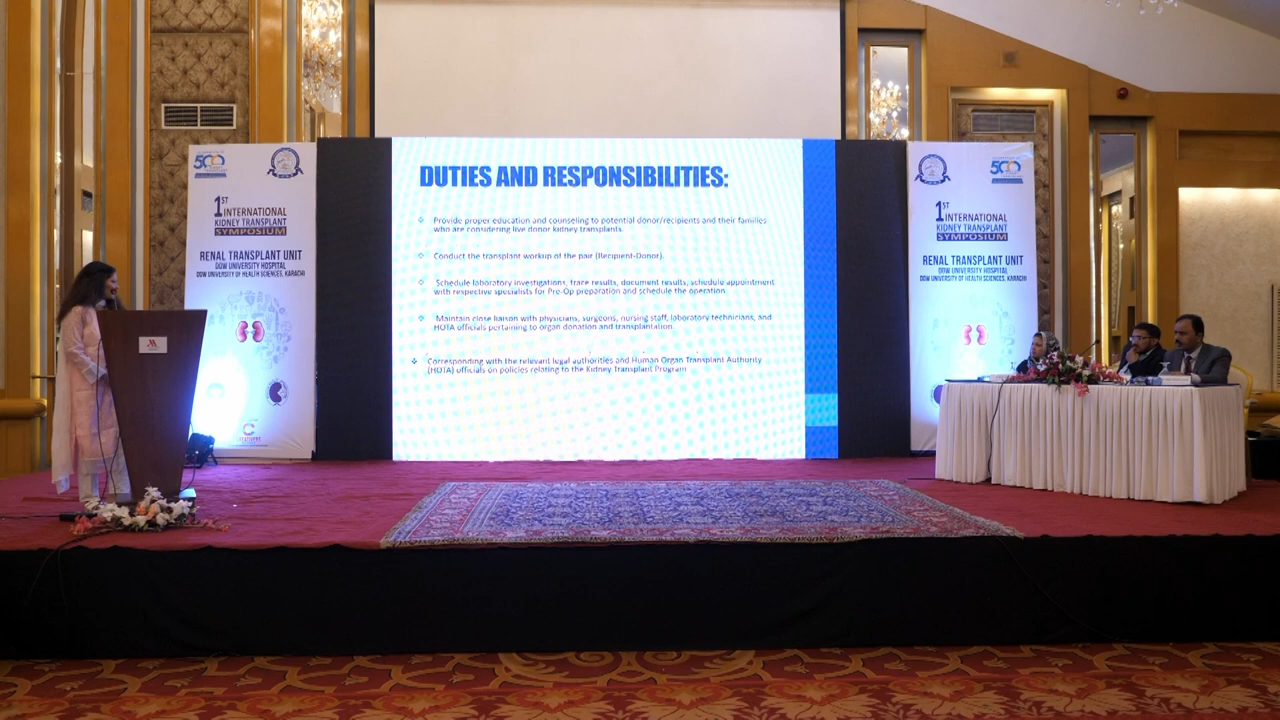 DUTIES AND RESPONSIBILITIES:
Provide proper education and counseling to potential donor/recipients and their families
who are considering live donor kidney transplants.
Conduct the transplant workup of the pair (Recipient-Donor).
Schedule laboratory investigations, trace results, document results, schedule appointment
with respective specialists for Pre-Op preparation and schedule the operation.
Maintain close liaison with physicians, surgeons, nursing staff, laboratory technicians, and
HOTA officials pertaining to organ donation and transplantation.
Corresponding with the relevant legal authorities and Human Organ Transplant Authority
(HOTA) officials on policies relating to the Kidney Transplant Program
500
1ST
INTERNATIONAL
KIDNEY TRANSPLANT
SYMPOSIUM
RENAL TRANSPLANT UNIT
DOW UNIVERSITY HOSPITAL
DOW UNIVERSITY OF HEALTH SCIENCES, KARACHI
500
1ST
INTERNATIONAL
KIDNEY TRANSPLANT
SYMPOSIUM
RENAL TRANSPLANT UNIT
DOW UNIVERSITY HOSPITAL,
DOW UNIVERSITY OF HEALTH SCIENCES, KARACHI